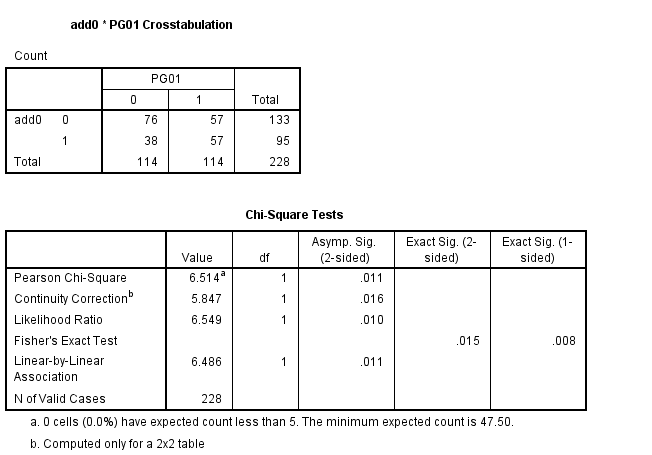 add0 * PG01 Crosstabulation
Count
PG01
0 1 Total
add0 0 76 57 133
1 38 57 95
Total 114 114 228
Chi-Square Tests
Value df Asymp. Sig. (2-sided) Exact Sig. (2-sided) Exact Sig. (1-sided)
Pearson Chi-Square 6.514a 1 .011
Continuity Correctionb 5.847 1 .016
Likelihood Ratio 6.549 1 .010
Fisher's Exact Test .015 .008
Linear-by-Linear Association 6.486 1 .011
N of Valid Cases 228
a. 0 cells (0.0%) have expected count less than 5. The minimum expected count is 47.50.
b. Computed only for a 2x2 table